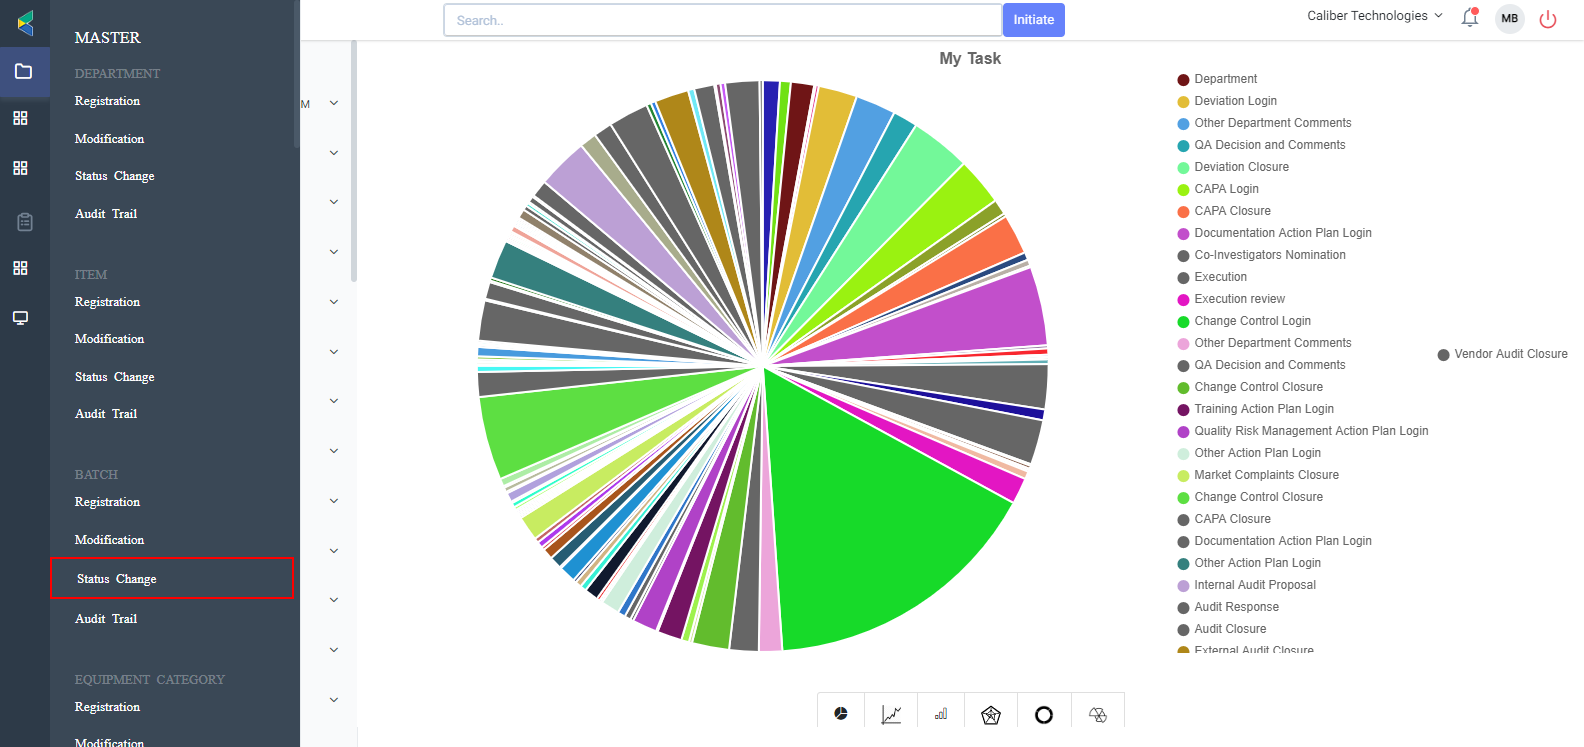 Search..
Initiate
Caliber Technologies
MB
MASTER
DEPARTMENT
Registration
Modification
Status Change
Audit Trail
ITEM
Registration
Modification
Status Change
Audit Trail
BATCH
Registration
Modification
Status Change
Audit Trail
EQUIPMENT CATEGORY
Registration
Modification
M
My Task
Department
Deviation Login
Other Department Comments
QA Decision and Comments
Deviation Closure
CAPA Login
CAPA Closure
Documentation Action Plan Login
Co-Investigators Nomination
Execution
Execution review
Change Control Login
Other Department Comments
QA Decision and Comments
Change Control Closure
Training Action Plan Login
Quality Risk Management Action Plan Login
Other Action Plan Login
Market Complaints Closure
Change Control Closure
CAPA Closure
Documentation Action Plan Login
Other Action Plan Login
Internal Audit Proposal
Audit Response
Audit Closure
External Audit Closure
Vendor Audit Closure